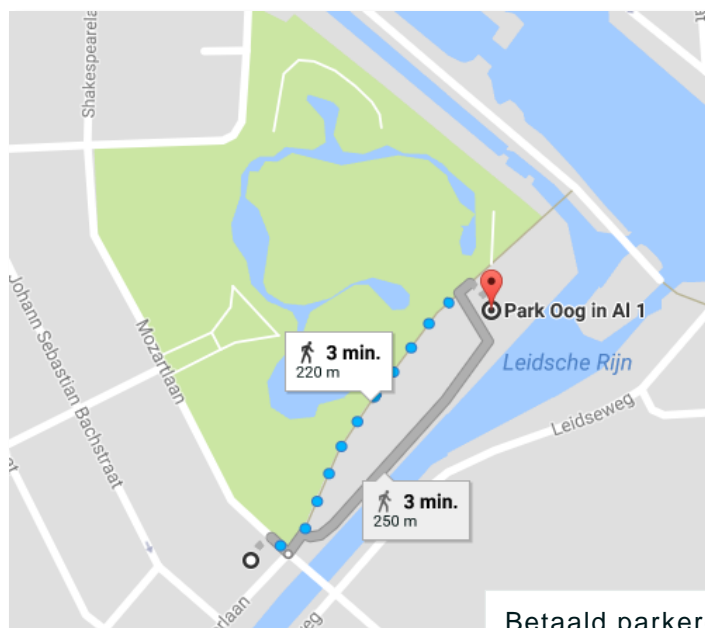 Shakespearela
Mozartlaan
Johann Sebastian Bachstraat
Park Oog in Al 1
3 min.
220 m
Leidsche Rijn
Leidseweg
3 min.
250 m
Betaald parker